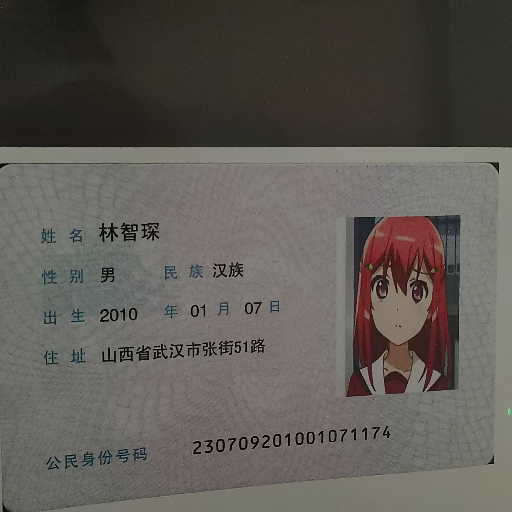 姓名 林智琛
性别 男 民族 汉族
出生 2010 年 01 月 07 日
住址 山西省武汉市张街51路
公民身份号码 230709201001071174